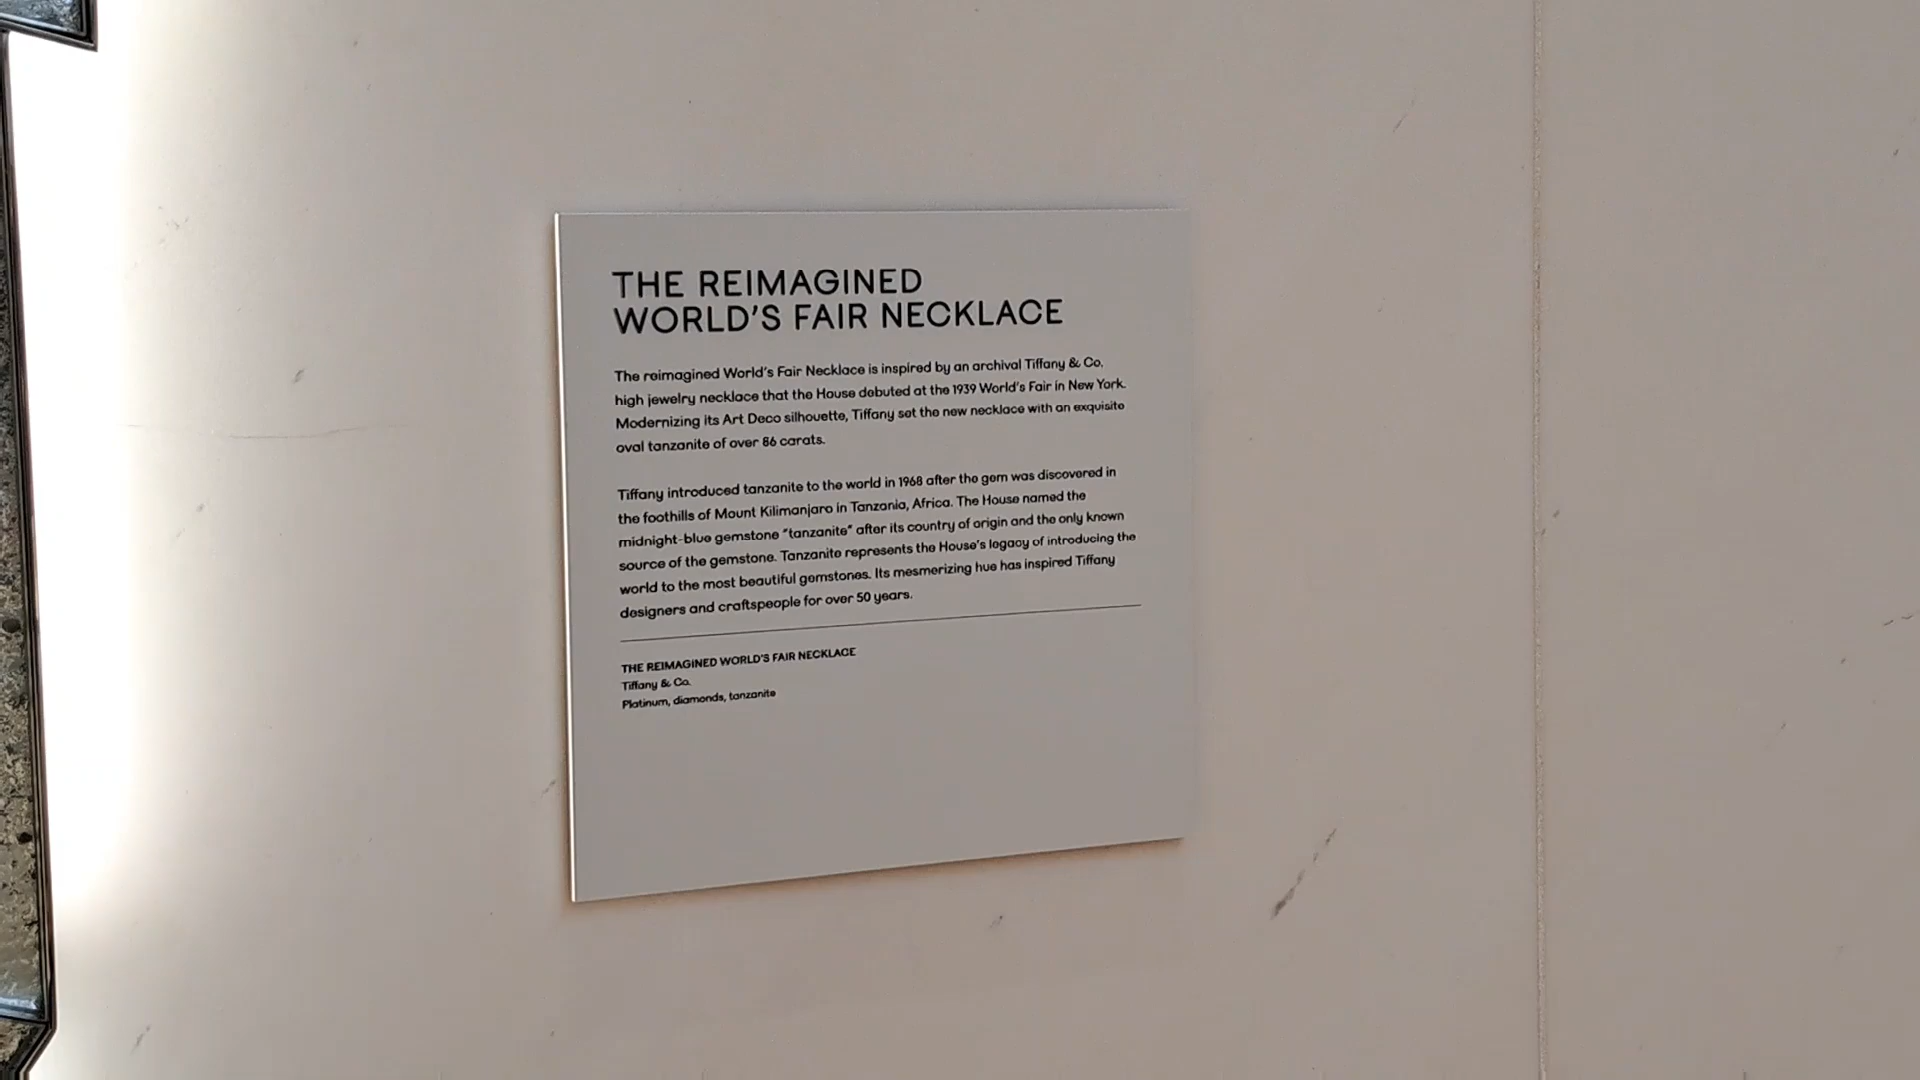 THE REIMAGINED
WORLD'S FAIR NECKLACE
The reimagined World's Fair Necklace is inspired by an archival Tiffany & Co.
high jewelry necklace that the House debuted at the 1939 World's Fair in New York.
Modernizing its Art Deco silhouette, Tiffany set the new necklace with an exquisite
oval tanzanite of over 86 carats.
Tiffany introduced tanzanite to the world in 1968 after the gem was discovered in
the foothills of Mount Kilimanjaro in Tanzania, Africa. The House named the
midnight-blue gemstone "tanzanite" after its country of origin and the only known
source of the gemstone. Tanzanite represents the House's legacy of introducing the
world to the most beautiful gemstones. Its mesmerizing hue has inspired Tiffany
designers and craftspeople for over 50 years.
THE REIMAGINED WORLD'S FAIR NECKLACE
Tiffany & Co.
Platinum, diamonds, tanzanite